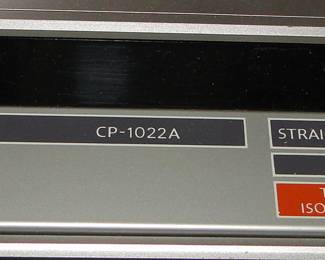 CP-1022A
STRAI
T
ISO